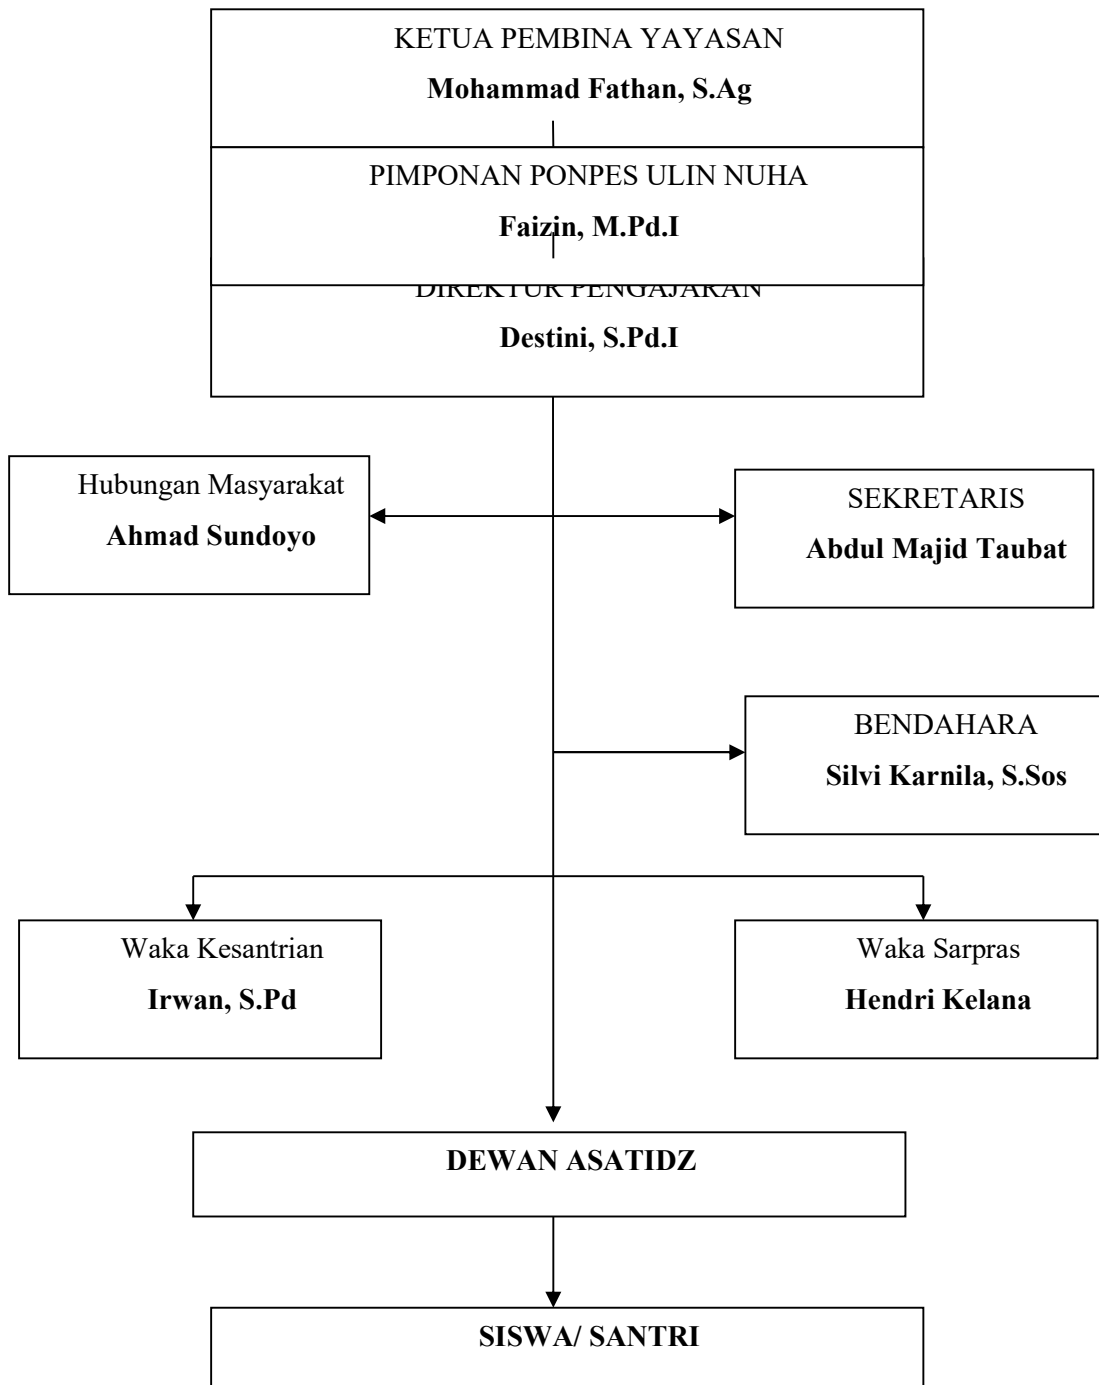 KETUA PEMBINA YAYASAN
Mohammad Fathan, S.Ag
PIMPONAN PONPES ULIN NUHA
Faizin, M.Pd.I
DIREKTUR PENGAJARAN
Destini, S.Pd.I
Hubungan Masyarakat
Ahmad Sundoyo
SEKRETARIS
Abdul Majid Taubat
BENDAHARA
Silvi Karnila, S.Sos
Waka Kesantrian
Irwan, S.Pd
Waka Sarpras
Hendri Kelana
DEWAN ASATIDZ
SISWA/ SANTRI